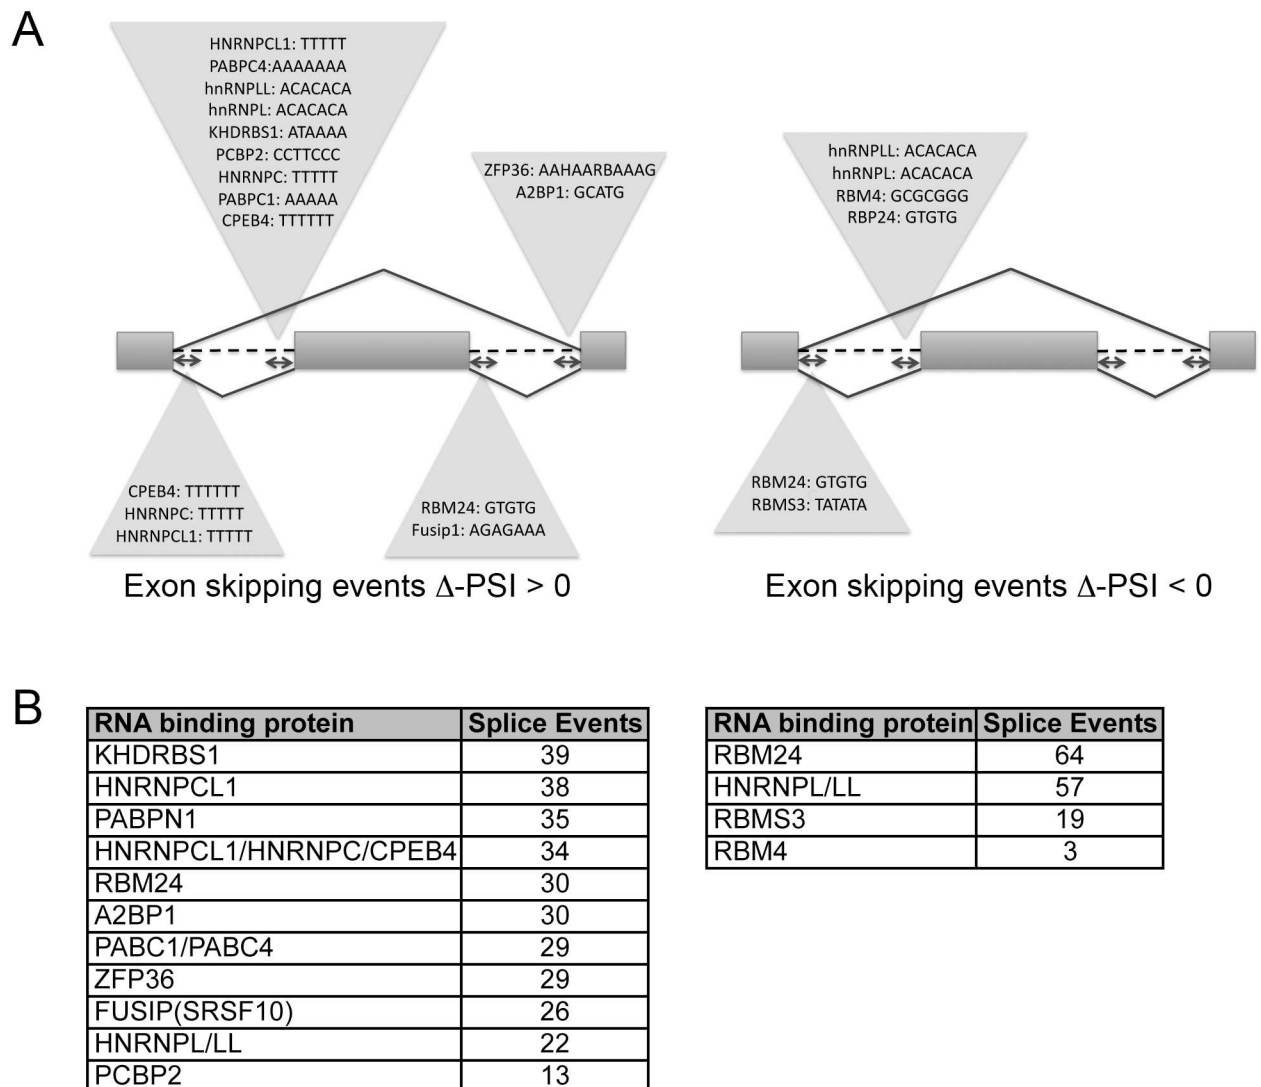 A
HNRNPCL1: TTTTT
PABPC4:AAAAAAA
hnRNPLL: ACACACA
hnRNPL: ACACACA
KHDRBS1: ATAAAA
PCBP2: CCTTCCC
HNRNPC: TTTTT
PABPC1: AAAAA
CPEB4: TTTTTT
ZFP36: AAHAARBAAAG
A2BP1: GCATG
CPEB4: TTTTTT
HNRNPC: TTTTT
HNRNPCL1: TTTTT
RBM24: GTGTG
Fusip1: AGAGAAA
Exon skipping events Δ-PSI > 0
hnRNPLL: ACACACA
hnRNPL: ACACACA
RBM4: GCGCGGG
RBP24: GTGTG
RBM24: GTGTG
RBMS3: TATATA
Exon skipping events Δ-PSI < 0
B
RNA binding protein Splice Events
KHDRBS1 39
HNRNPCL1 38
PABPN1 35
HNRNPCL1/HNRNPC/CPEB4 34
RBM24 30
A2BP1 30
PABC1/PABC4 29
ZFP36 29
FUSIP(SRSF10) 26
HNRNPL/LL 22
PCBP2 13
RNA binding protein Splice Events
RBM24 64
HNRNPL/LL 57
RBMS3 19
RBM4 3